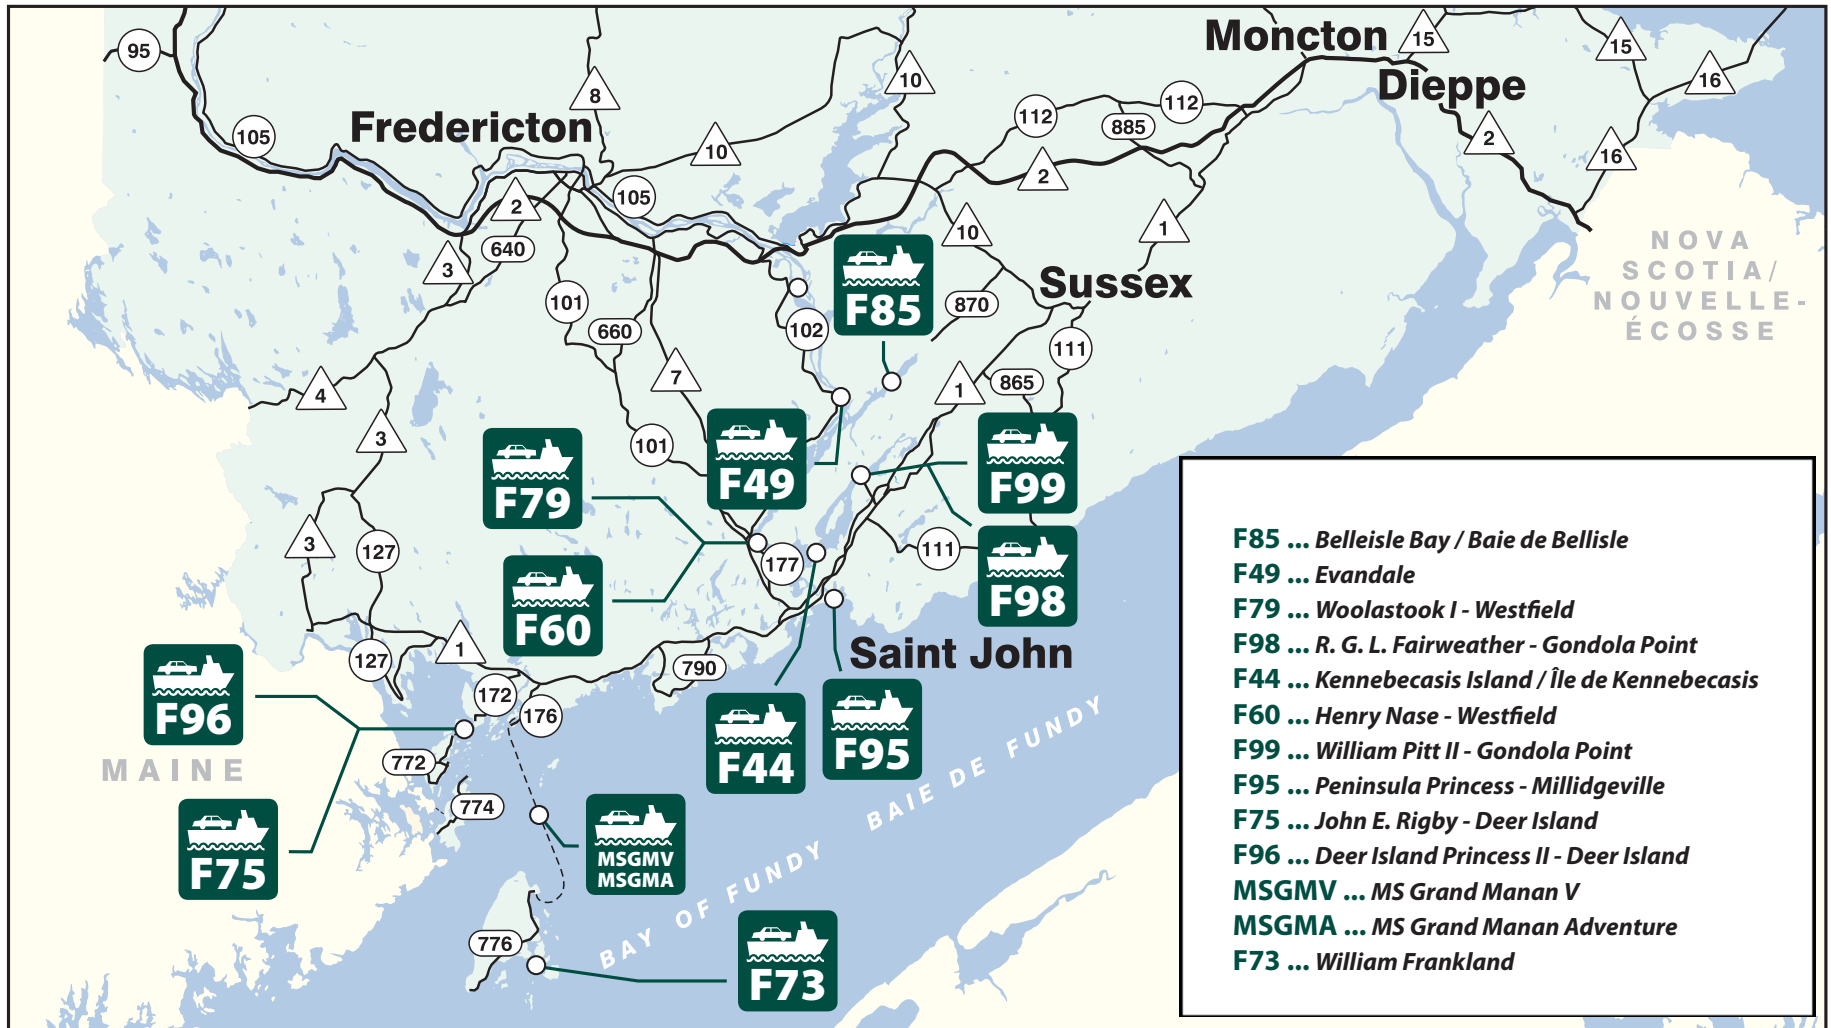 Moncton
15
15
95
16
8
10
Dieppe
112
112
105
Fredericton
885
2
10
16
2
105
2
10
1
640
3
NOVA
SCOTIA/
NOUVELLE-
ÉCOSSE
Sussex
101
870
F85
660
102
111
7
1
865
4
3
101
F49
F79
F99
3
127
111
177
F98
F60
1
Saint John
127
790
172
176
F96
F44
F95
MAINE
772
774
F75
MSGMV
MSGMA
BAY OF FUNDY BAIE DE FUNDY
776
F73
F85 ... Belleisle Bay / Baie de Bellisle
F49 ... Evandale
F79 ... Woolastook I - Westfield
F98 ... R. G. L. Fairweather - Gondola Point
F44 ... Kennebecasis Island / Île de Kennebecasis
F60 ... Henry Nase - Westfield
F99 ... William Pitt II - Gondola Point
F95 ... Peninsula Princess - Millidgeville
F75 ... John E. Rigby - Deer Island
F96 ... Deer Island Princess II - Deer Island
MSGMV ... MS Grand Manan V
MSGMA ... MS Grand Manan Adventure
F73 ... William Frankland